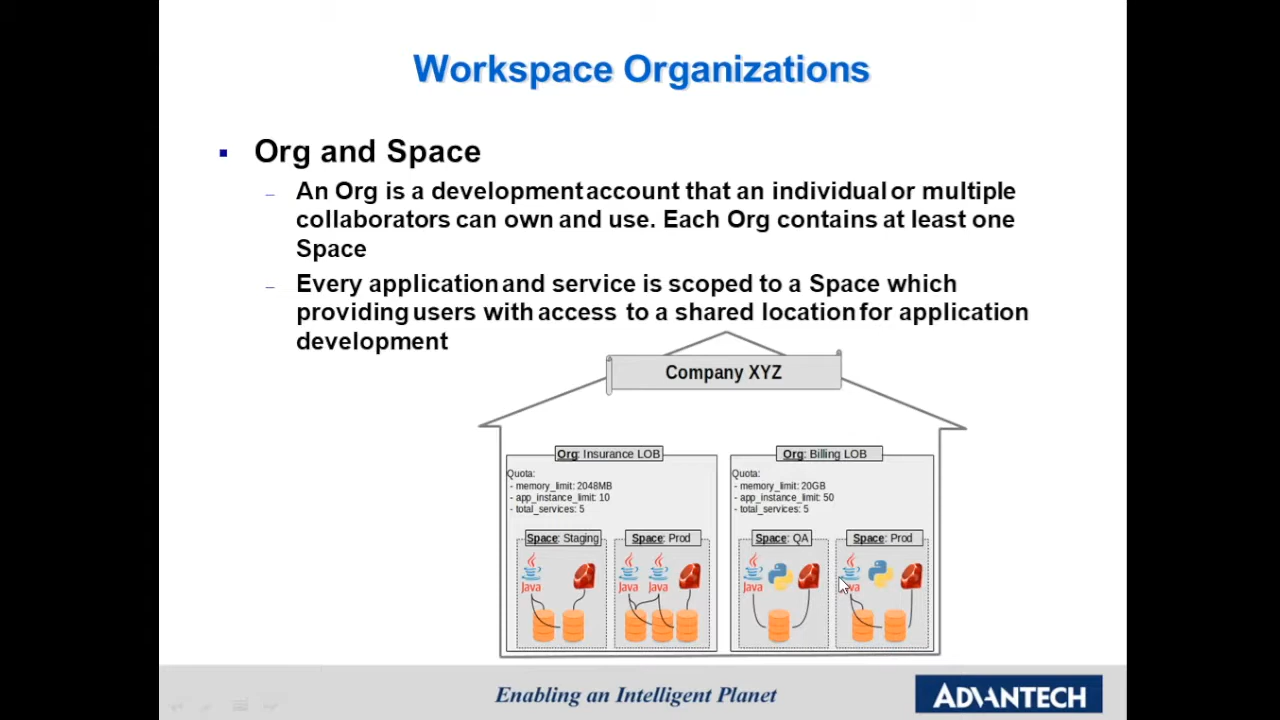 Workspace Organizations
Org and Space
An Org is a development account that an individual or multiple
collaborators can own and use. Each Org contains at least one
Space
Every application and service is scoped to a Space which
providing users with access to a shared location for application
development
Company XYZ
Org: Insurance LOB
Quota:
- memory_limit: 2048MB
- app_instance_limit: 10
- total_services: 5
Space: Staging
Java
Space: Prod
Java
Java
Org: Billing LOB
Quota:
- memory_limit: 20GB
- app_instance_limit: 50
- total_services: 5
Space: QA
Java
Space: Prod
Java
Enabling an Intelligent Planet
ADVANTECH